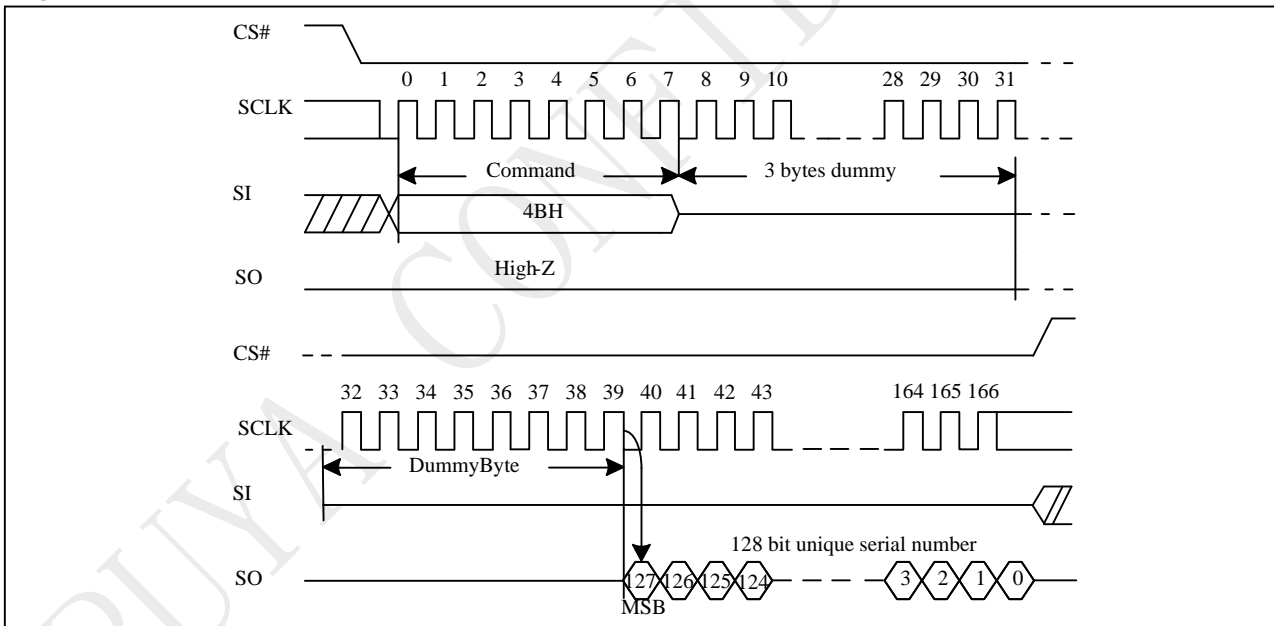 CS#
0 1 2 3 4 5 6 7 8 9 10 28 29 30 31
SCLK
Command 3 bytes dummy
SI
4BH
High-Z
SO
CS#
32 33 34 35 36 37 38 39 40 41 42 43 164 165 166
SCLK
DummyByte
SI
128 bit unique serial number
SO 127 126 125 124 3 2 1 0
MSB
PUYA CONFI